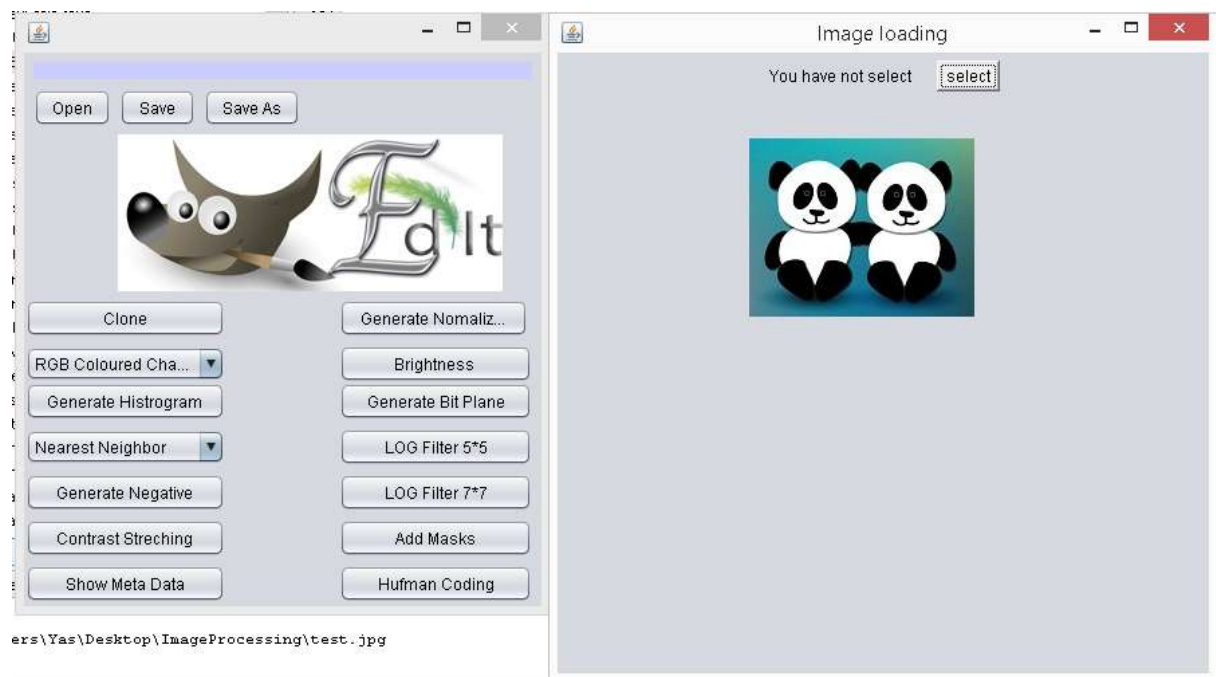 Image loading
You have not select select
Open Save Save As
Ed It
Clone Generate Nomaliz...
RGB Coloured Cha... Brightness
Generate Histrogram Generate Bit Plane
Nearest Neighbor LOG Filter 5*5
Generate Negative LOG Filter 7*7
Contrast Streching Add Masks
Show Meta Data Hufman Coding
ers\Yas\Desktop\ImageProcessing\test.jpg